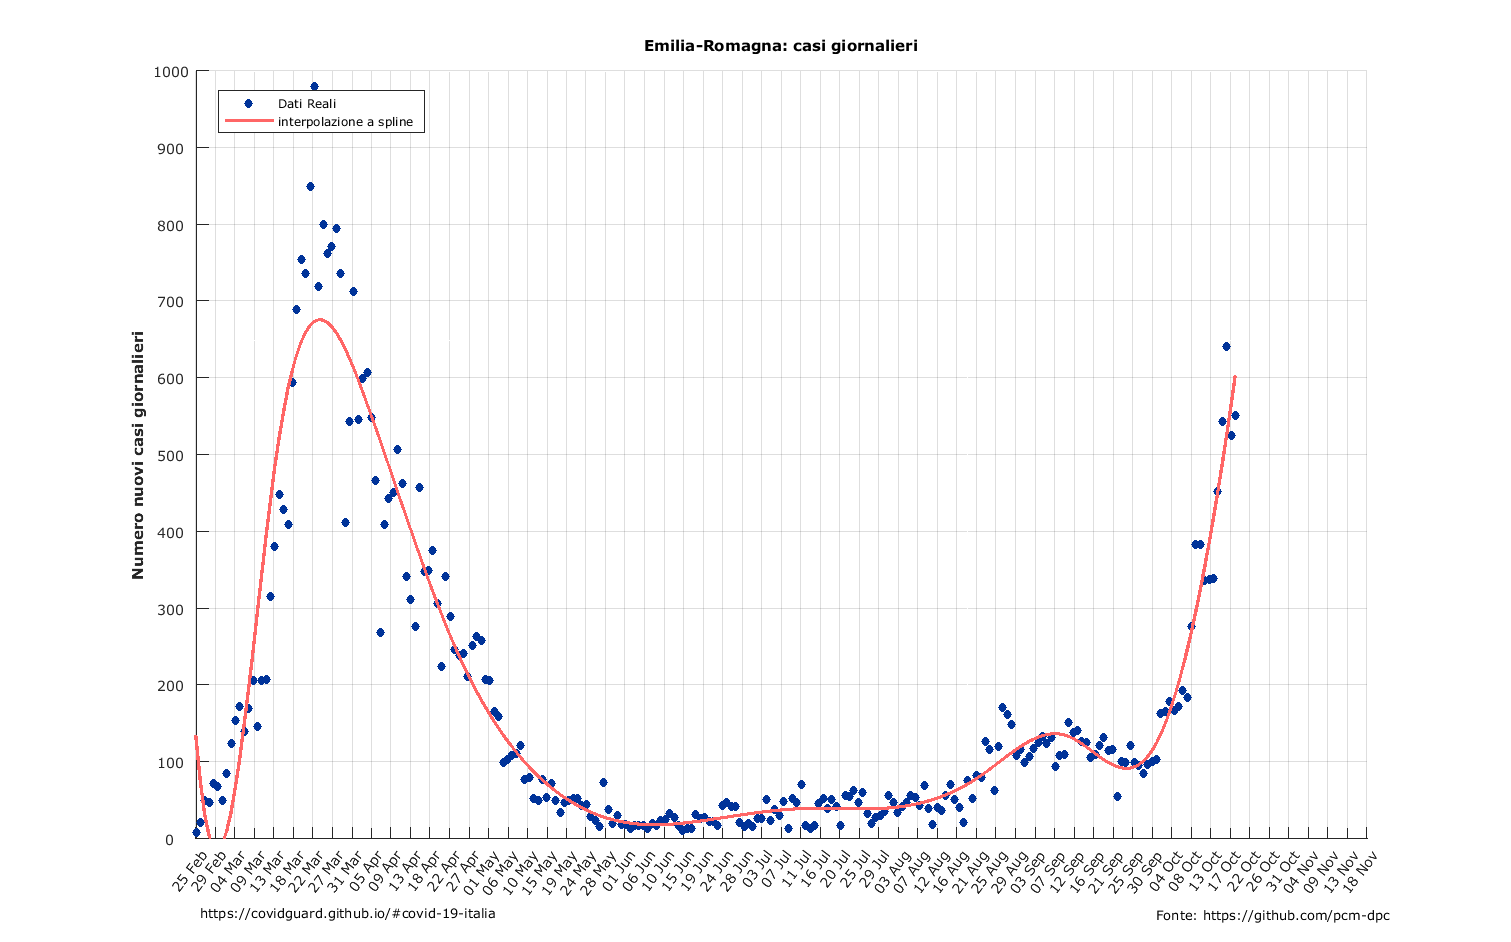 Emilia-Romagna: casi giornalieri
Dati Reali
interpolazione a spline
Numero nuovi casi giornalieri
1000
900
800
700
600
500
400
300
200
100
0
25 Feb
29 Feb
04 Mar
09 Mar
13 Mar
18 Mar
22 Mar
27 Mar
31 Mar
05 Apr
09 Apr
13 Apr
18 Apr
22 Apr
27 Apr
01 May
06 May
10 May
15 May
19 May
24 May
28 May
01 Jun
06 Jun
10 Jun
15 Jun
19 Jun
24 Jun
28 Jun
03 Jul
07 Jul
11 Jul
16 Jul
20 Jul
25 Jul
29 Jul
03 Aug
07 Aug
12 Aug
16 Aug
21 Aug
25 Aug
29 Aug
03 Sep
07 Sep
12 Sep
16 Sep
21 Sep
25 Sep
30 Sep
04 Oct
08 Oct
13 Oct
17 Oct
22 Oct
26 Oct
31 Oct
04 Nov
09 Nov
13 Nov
18 Nov
https://covidguard.github.io/#covid-19-italia
Fonte: https://github.com/pcm-dpc